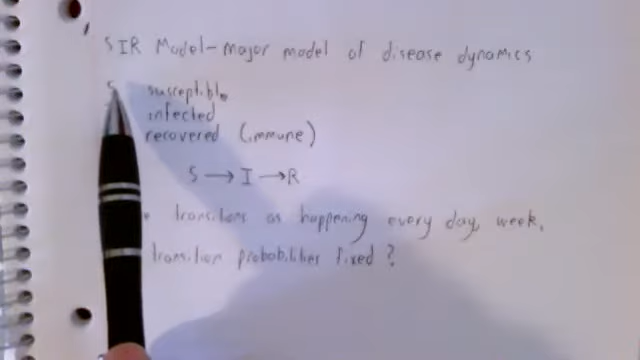 SIR Model-major model of disease dynamics
S susceptible
infected
recovered (immune)
S → I → R
transitions as happening every day, week,
transition probabilities fixed?